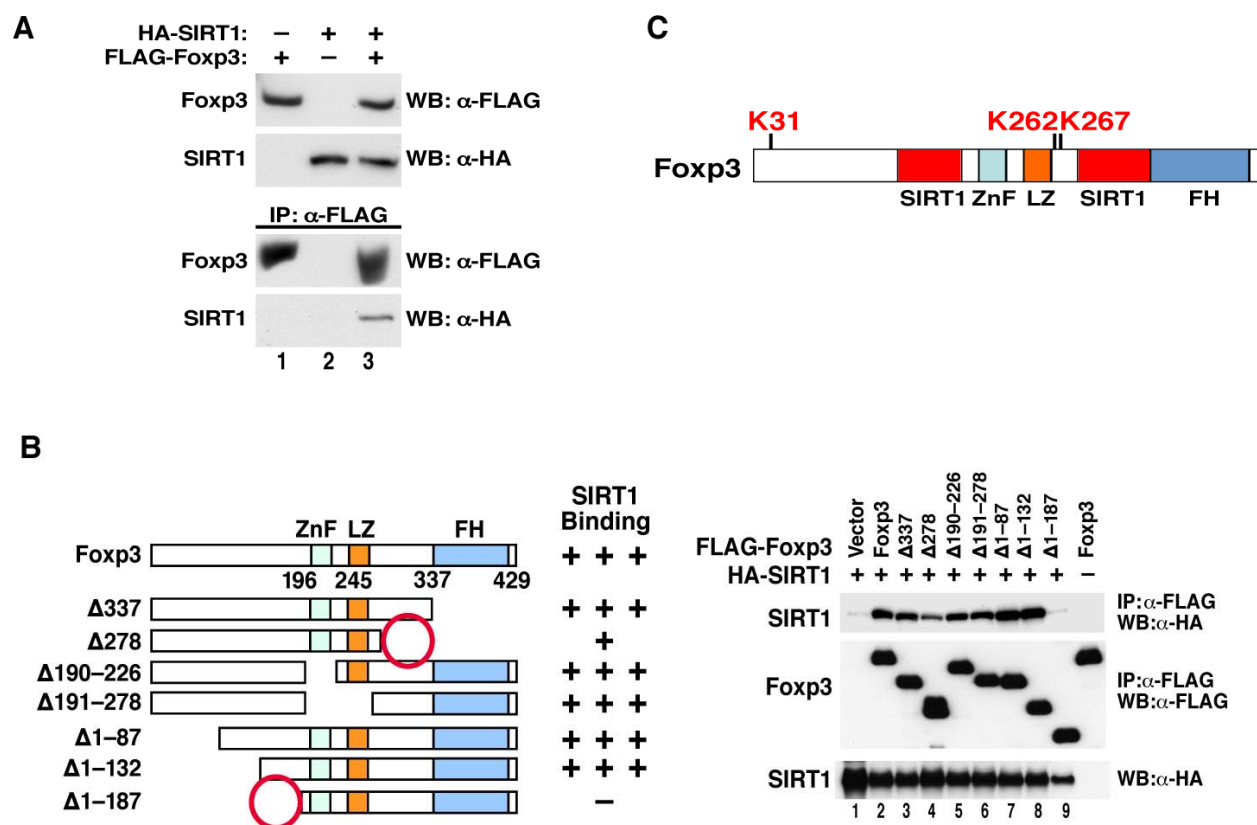 A
HA-SIRT1: – + +
FLAG-Foxp3: + – +
Foxp3 WB: α-FLAG
SIRT1 WB: α-HA
IP: α-FLAG
Foxp3 WB: α-FLAG
SIRT1 WB: α-HA
1 2 3
C
K31 K262 K267
Foxp3
SIRT1 ZnF LZ SIRT1 FH
B
SIRT1
Binding
ZnF LZ FH
Foxp3 + + +
196 245 337 429
Δ337 + + +
Δ278 +
Δ190–226 + + +
Δ191–278 + + +
Δ1–87 + + +
Δ1–132 + + +
Δ1–187 –
FLAG-Foxp3 Vector Foxp3 Δ337 Δ278 Δ190–226 Δ191–278 Δ1–87 Δ1–132 Δ1–187 Foxp3
HA-SIRT1 + + + + + + + + + –
SIRT1 IP:α-FLAG
WB:α-HA
Foxp3 IP:α-FLAG
WB:α-FLAG
SIRT1 WB:α-HA
1 2 3 4 5 6 7 8 9